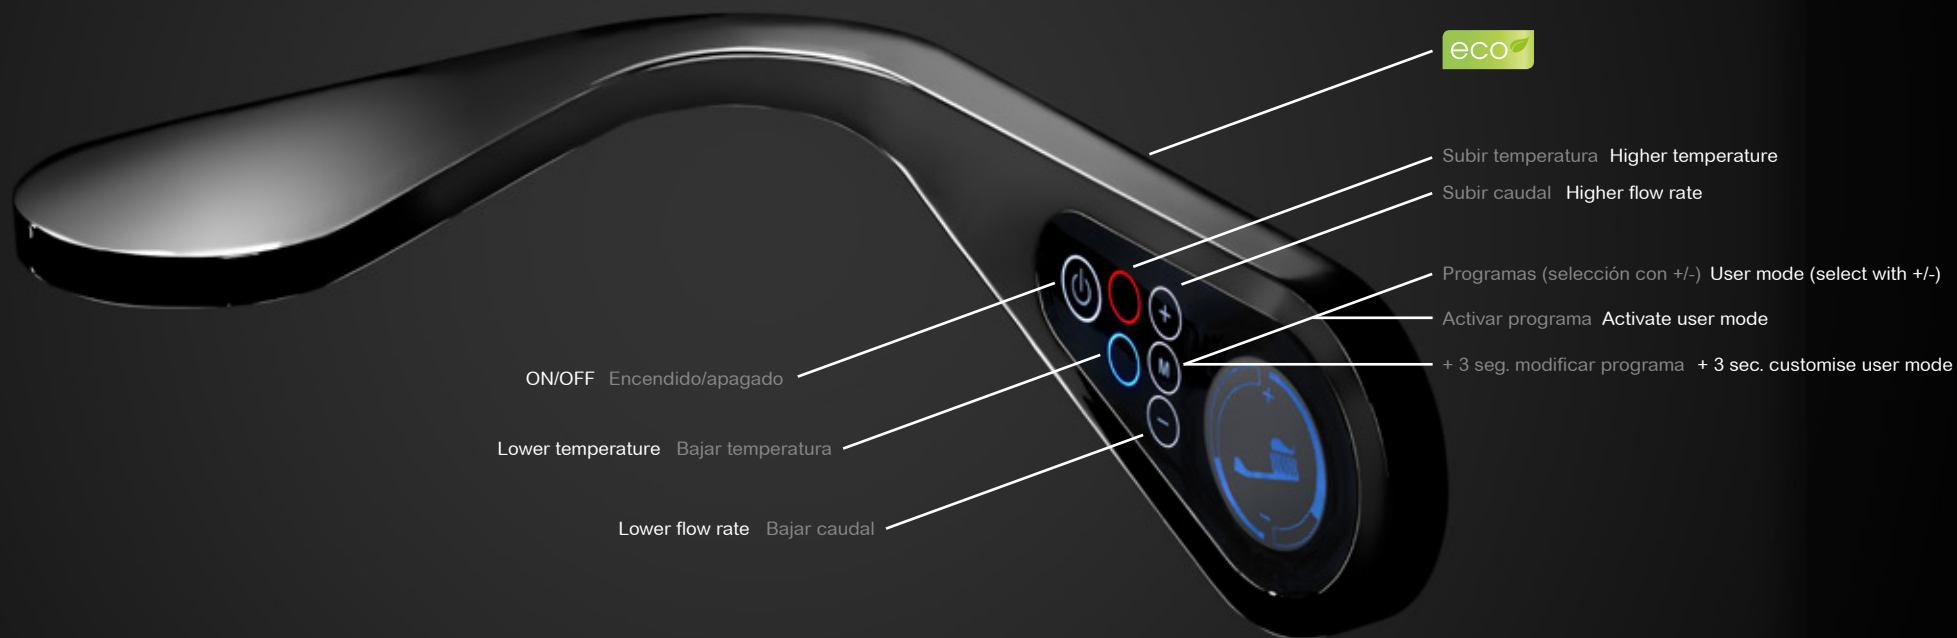 eco
Subir temperatura Higher temperature
Subir caudal Higher flow rate
Programas (selección con +/-) User mode (select with +/-)
Activar programa Activate user mode
+ 3 seg. modificar programa + 3 sec. customise user mode
ON/OFF Encendido/apagado
Lower temperature Bajar temperatura
Lower flow rate Bajar caudal
+
M
-
+
-